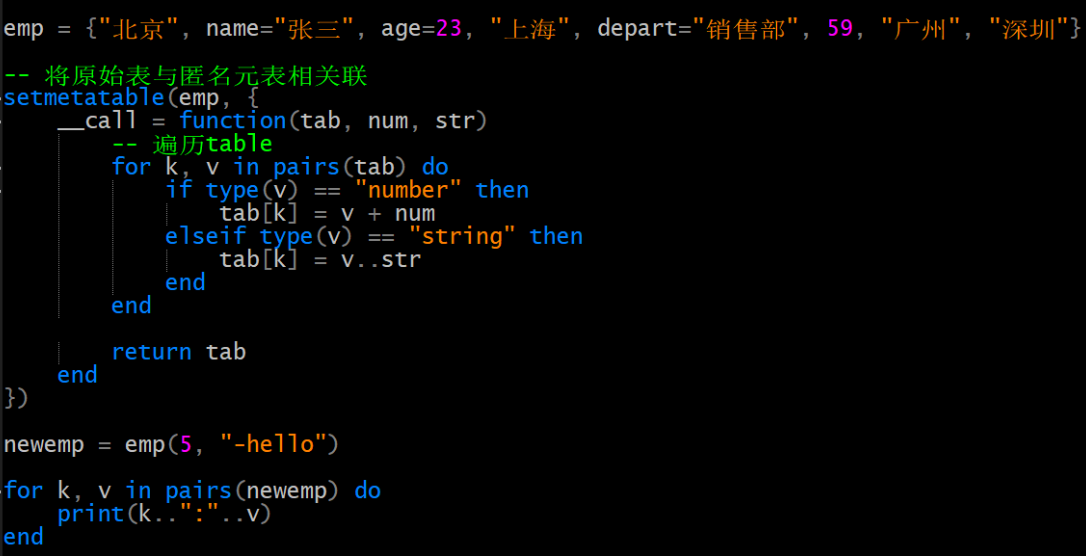 emp = {"北京", name="张三", age=23, "上海", depart="销售部", 59, "广州", "深圳"}
-- 将原始表与匿名元表相关联
setmetatable(emp, {
    __call = function(tab, num, str)
        -- 遍历table
        for k, v in pairs(tab) do
            if type(v) == "number" then
                tab[k] = v + num
            elseif type(v) == "string" then
                tab[k] = v..str
            end
        end
        return tab
    end
})
newemp = emp(5, "-hello")
for k, v in pairs(newemp) do
    print(k..":"..v)
end